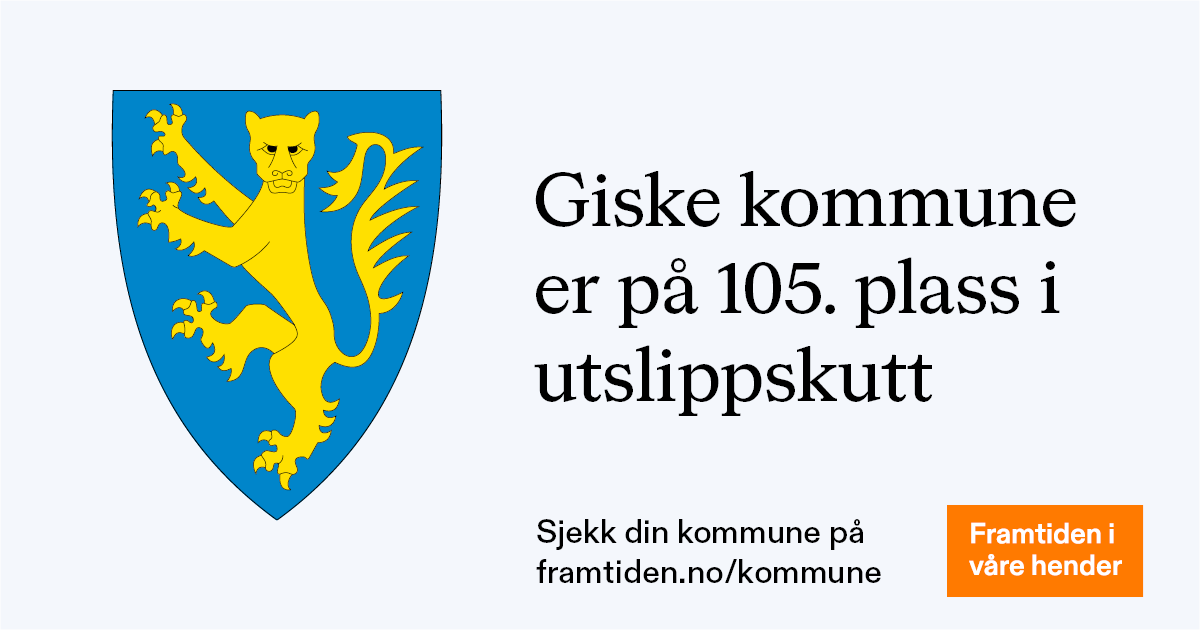 Giske kommune
er på 105. plass i
utslippskutt
Sjekk din kommune på
framtiden.no/kommune
Framtiden i
våre hender